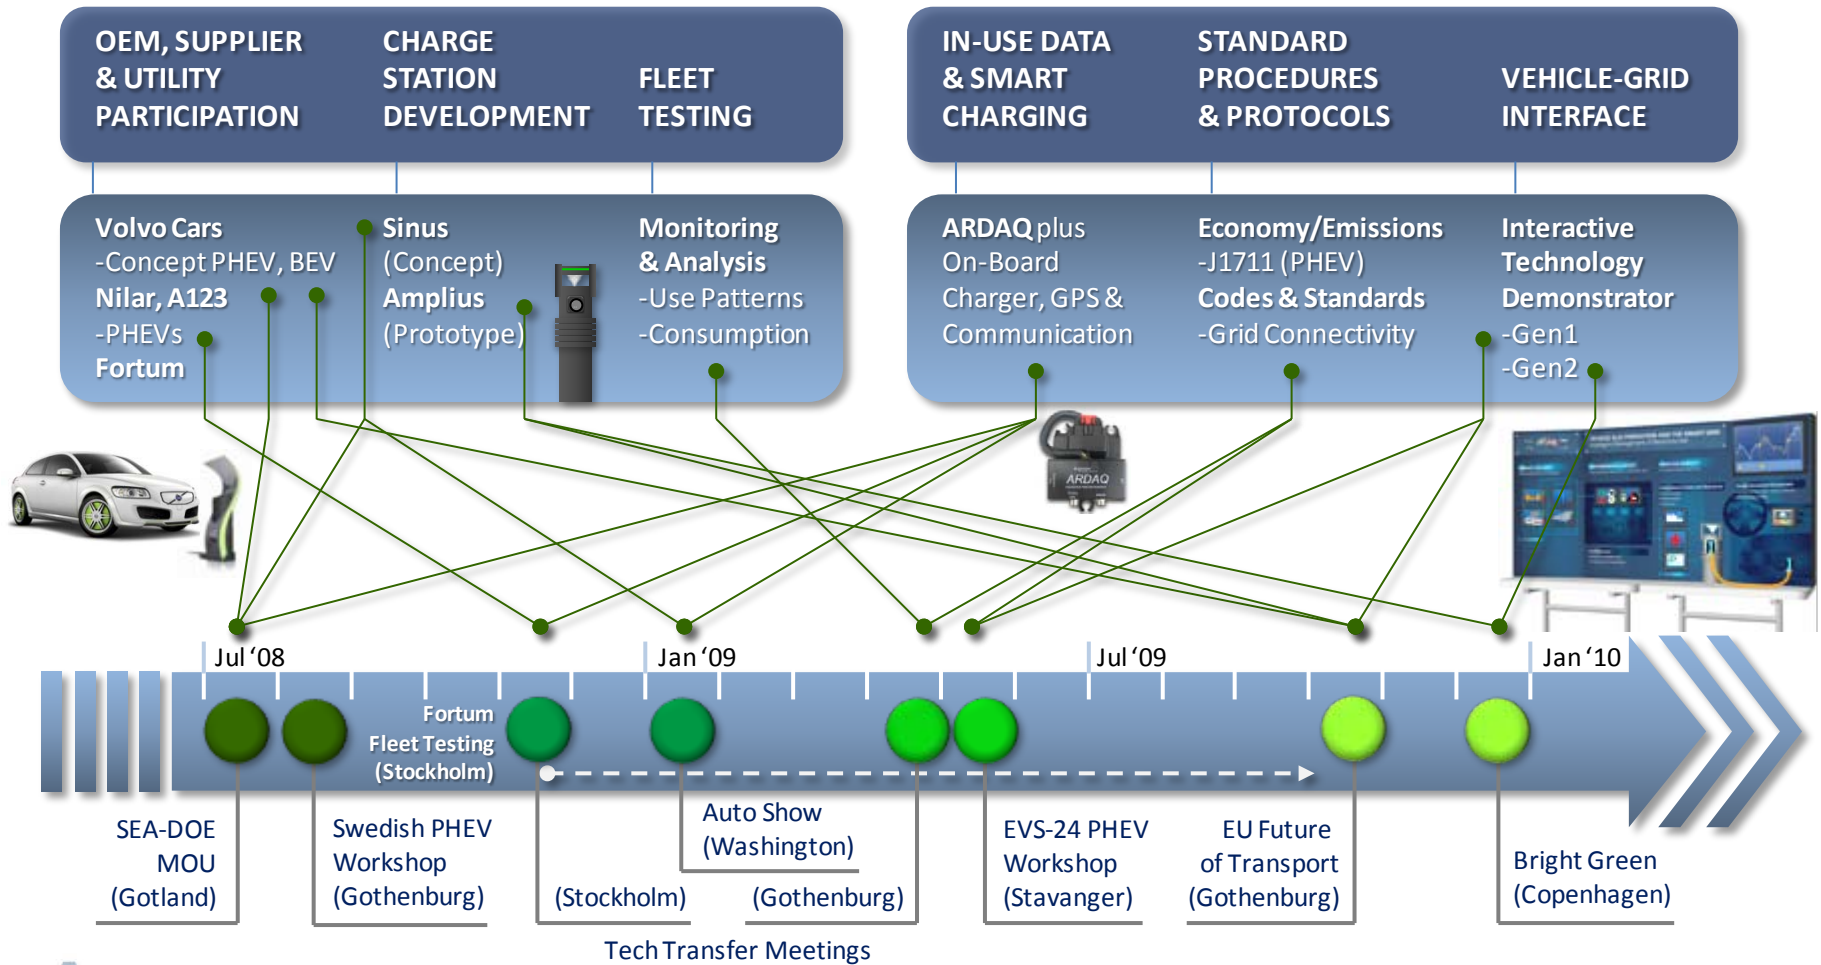 OEM, SUPPLIER
& UTILITY
PARTICIPATION
CHARGE
STATION
DEVELOPMENT
FLEET
TESTING
IN-USE DATA
& SMART
CHARGING
STANDARD
PROCEDURES
& PROTOCOLS
VEHICLE-GRID
INTERFACE
Volvo Cars
-Concept PHEV, BEV
Nilar, A123
-PHEVs
Fortum
Sinus
(Concept)
Amplius
(Prototype)
Monitoring
& Analysis
-Use Patterns
-Consumption
ARDAQ plus
On-Board
Charger, GPS &
Communication
Economy/Emissions
-J1711 (PHEV)
Codes & Standards
-Grid Connectivity
Interactive
Technology
Demonstrator
-Gen1
-Gen2
ARDAQ
Jul ‘08
Jan ‘09
Jul ‘09
Jan ‘10
Fortum
Fleet Testing
(Stockholm)
SEA-DOE
MOU
(Gotland)
Swedish PHEV
Workshop
(Gothenburg)
(Stockholm)
Auto Show
(Washington)
(Gothenburg)
EVS-24 PHEV
Workshop
(Stavanger)
EU Future
of Transport
(Gothenburg)
Bright Green
(Copenhagen)
Tech Transfer Meetings